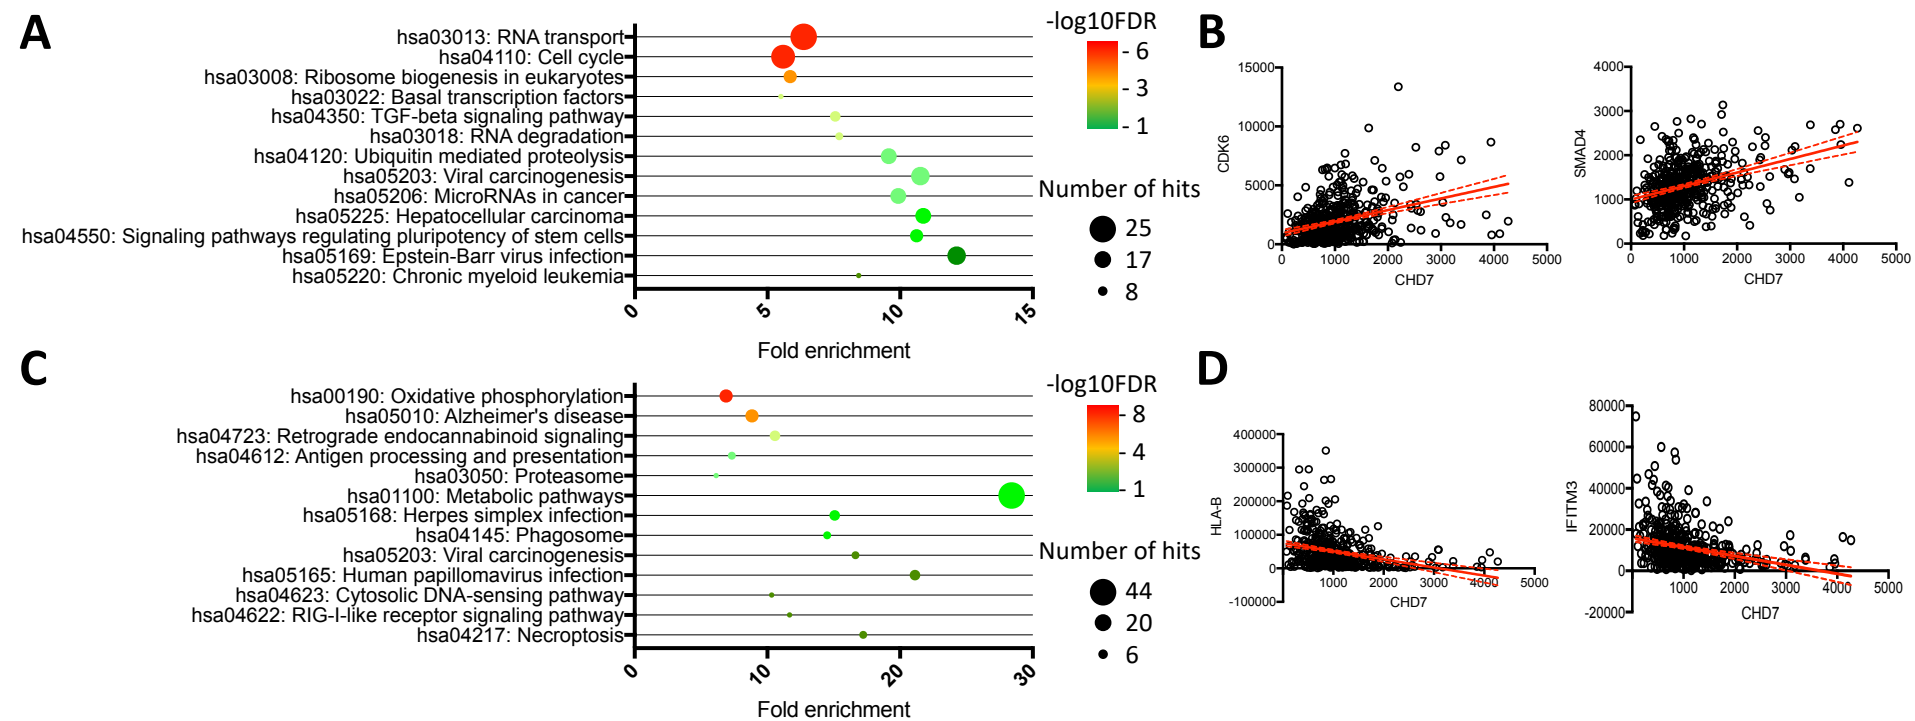 A
hsa03013: RNA transport
hsa04110: Cell cycle
hsa03008: Ribosome biogenesis in eukaryotes
hsa03022: Basal transcription factors
hsa04350: TGF-beta signaling pathway
hsa03018: RNA degradation
hsa04120: Ubiquitin mediated proteolysis
hsa05203: Viral carcinogenesis
hsa05206: MicroRNAs in cancer
hsa05225: Hepatocellular carcinoma
hsa04550: Signaling pathways regulating pluripotency of stem cells
hsa05169: Epstein-Barr virus infection
hsa05220: Chronic myeloid leukemia
0 5 10 15
Fold enrichment
-log10FDR
- 6
- 3
- 1
Number of hits
25
17
8
B
CDK6
15000
10000
5000
0
0 1000 2000 3000 4000 5000
CHD7
SMAD4
4000
3000
2000
1000
0
0 1000 2000 3000 4000 5000
CHD7
C
hsa00190: Oxidative phosphorylation
hsa05010: Alzheimer's disease
hsa04723: Retrograde endocannabinoid signaling
hsa04612: Antigen processing and presentation
hsa03050: Proteasome
hsa01100: Metabolic pathways
hsa05168: Herpes simplex infection
hsa04145: Phagosome
hsa05203: Viral carcinogenesis
hsa05165: Human papillomavirus infection
hsa04623: Cytosolic DNA-sensing pathway
hsa04622: RIG-I-like receptor signaling pathway
hsa04217: Necroptosis
0 10 20 30
Fold enrichment
-log10FDR
- 8
- 4
- 1
Number of hits
44
20
6
D
HLA-B
400000
300000
200000
100000
0
-100000
1000 2000 3000 4000 5000
CHD7
IFITM3
80000
60000
40000
20000
0
-20000
1000 2000 3000 4000 5000
CHD7